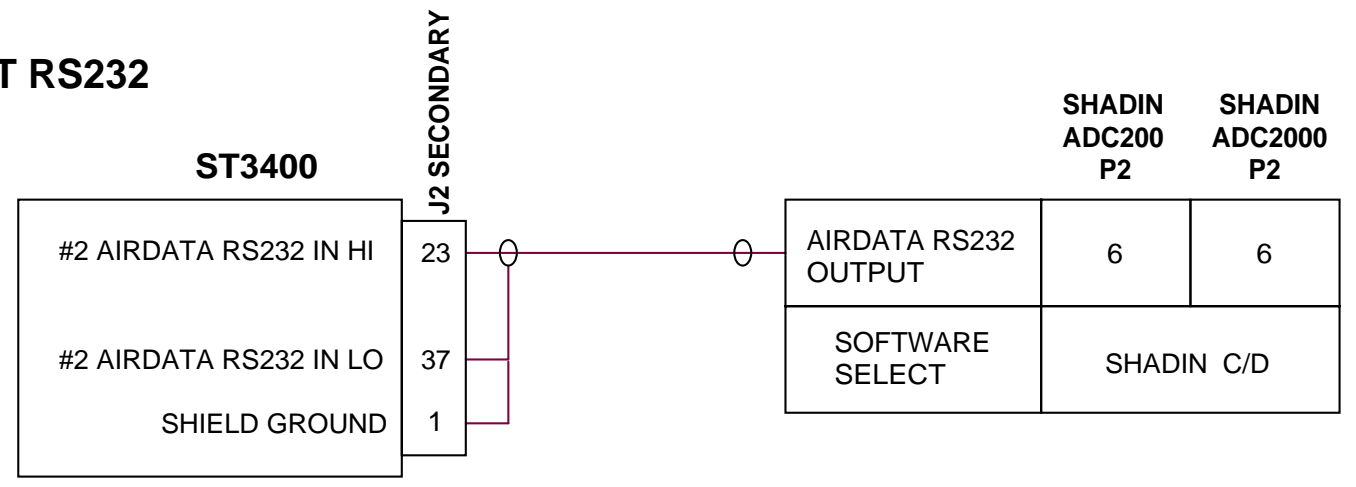 T RS232
ST3400
J2 SECONDARY
SHADIN
ADC200
P2
SHADIN
ADC2000
P2
#2 AIRDATA RS232 IN HI
23
AIRDATA RS232
OUTPUT
6
6
#2 AIRDATA RS232 IN LO
37
SOFTWARE
SELECT
SHADIN C/D
SHIELD GROUND
1